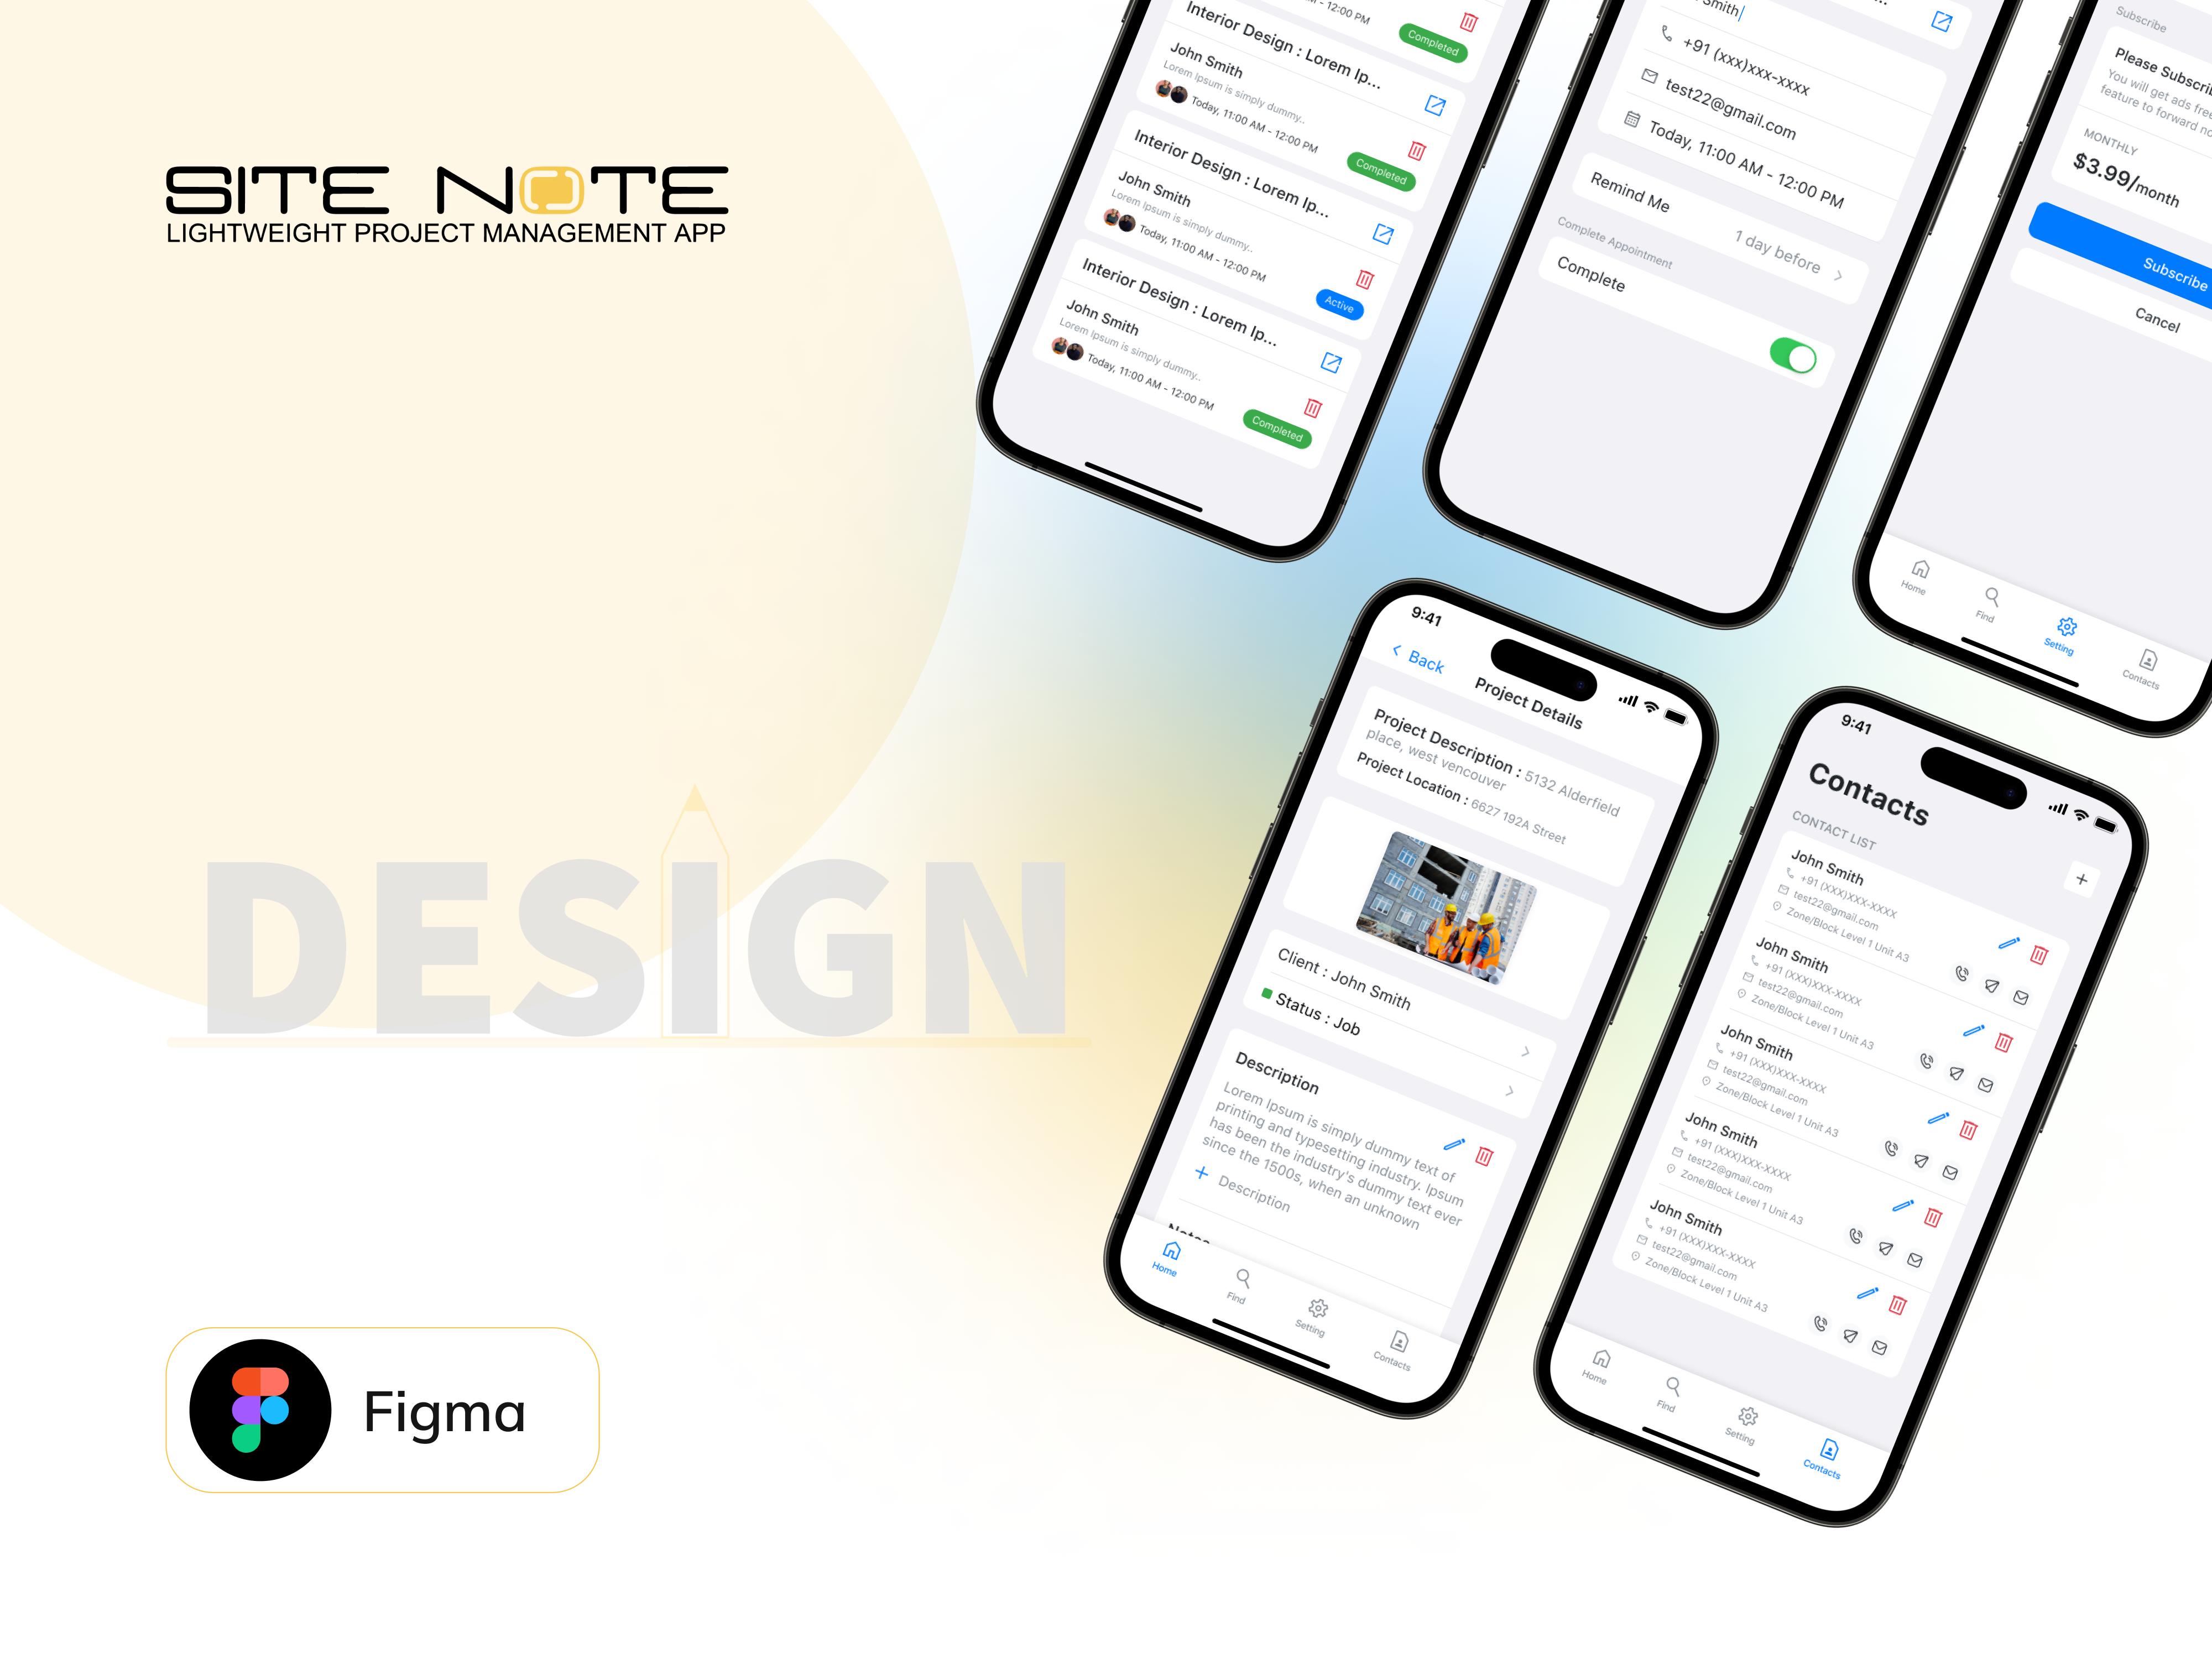 SITE NOTE
LIGHTWEIGHT PROJECT MANAGEMENT APP
DESIGN
Figma
12:00 PM
Completed
Interior Design : Lorem Ip...
John Smith
Lorem Ipsum is simply dummy..
Today, 11:00 AM - 12:00 PM
Completed
Interior Design : Lorem Ip...
John Smith
Lorem Ipsum is simply dummy..
Today, 11:00 AM - 12:00 PM
Active
Interior Design : Lorem Ip...
John Smith
Lorem Ipsum is simply dummy..
Today, 11:00 AM - 12:00 PM
Completed
Smith
+91 (xxx)xxx-xxxx
test22@gmail.com
Today, 11:00 AM - 12:00 PM
Remind Me
1 day before
Complete Appointment
Complete
Subscribe
Please
You will get ads
feature to forward
MONTHLY
$3.99/month
Subscribe
Cancel
Home
Find
Setting
Contacts
9:41
Back
Project Details
Project Description : 5132 Alderfield
place, west vencouver
Project Location : 6627 192A Street
Client : John Smith
Status : Job
Description
Lorem Ipsum is simply dummy text of
printing and typesetting industry. Ipsum
has been the industry's dummy text ever
since the 1500s, when an unknown
Description
Notes
Home
Find
Setting
Contacts
9:41
Contacts
CONTACT LIST
John Smith
+91 (XXX)XXX-XXXX
test22@gmail.com
Zone/Block Level 1 Unit A3
John Smith
+91 (XXX)XXX-XXXX
test22@gmail.com
Zone/Block Level 1 Unit A3
John Smith
+91 (XXX)XXX-XXXX
test22@gmail.com
Zone/Block Level 1 Unit A3
John Smith
+91 (XXX)XXX-XXXX
test22@gmail.com
Zone/Block Level 1 Unit A3
John Smith
+91 (XXX)XXX-XXXX
test22@gmail.com
Zone/Block Level 1 Unit A3
Home
Find
Setting
Contacts